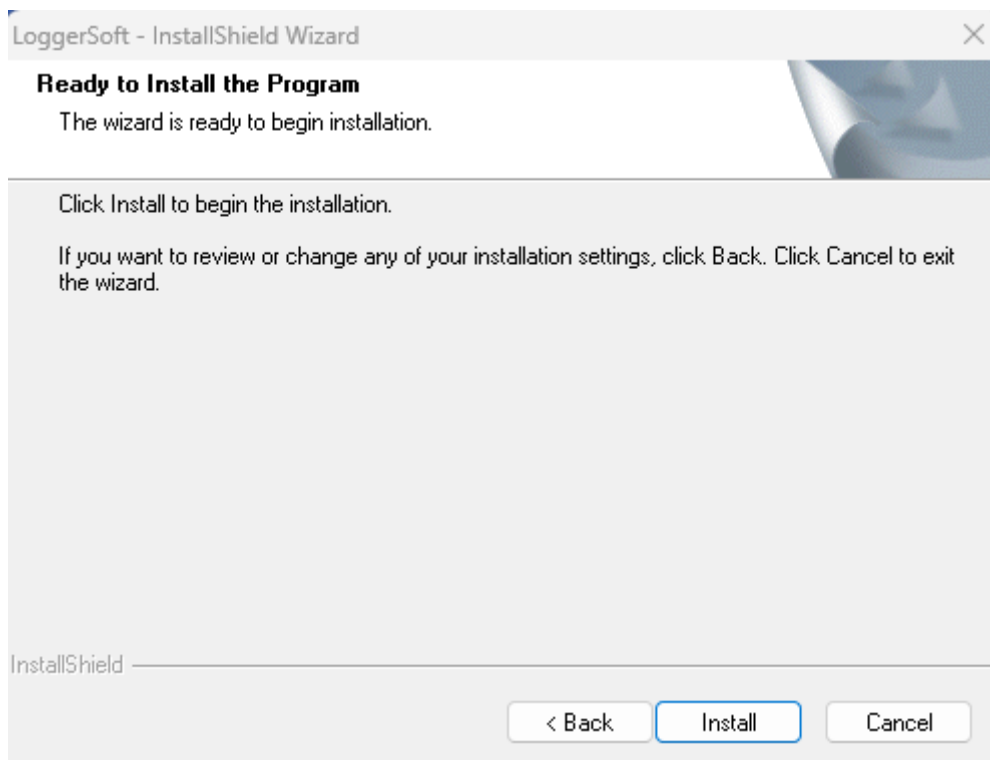 LoggerSoft - InstallShield Wizard
Ready to Install the Program
The wizard is ready to begin installation.
Click Install to begin the installation.
If you want to review or change any of your installation settings, click Back. Click Cancel to exit
the wizard.
InstallShield
< Back
Install
Cancel